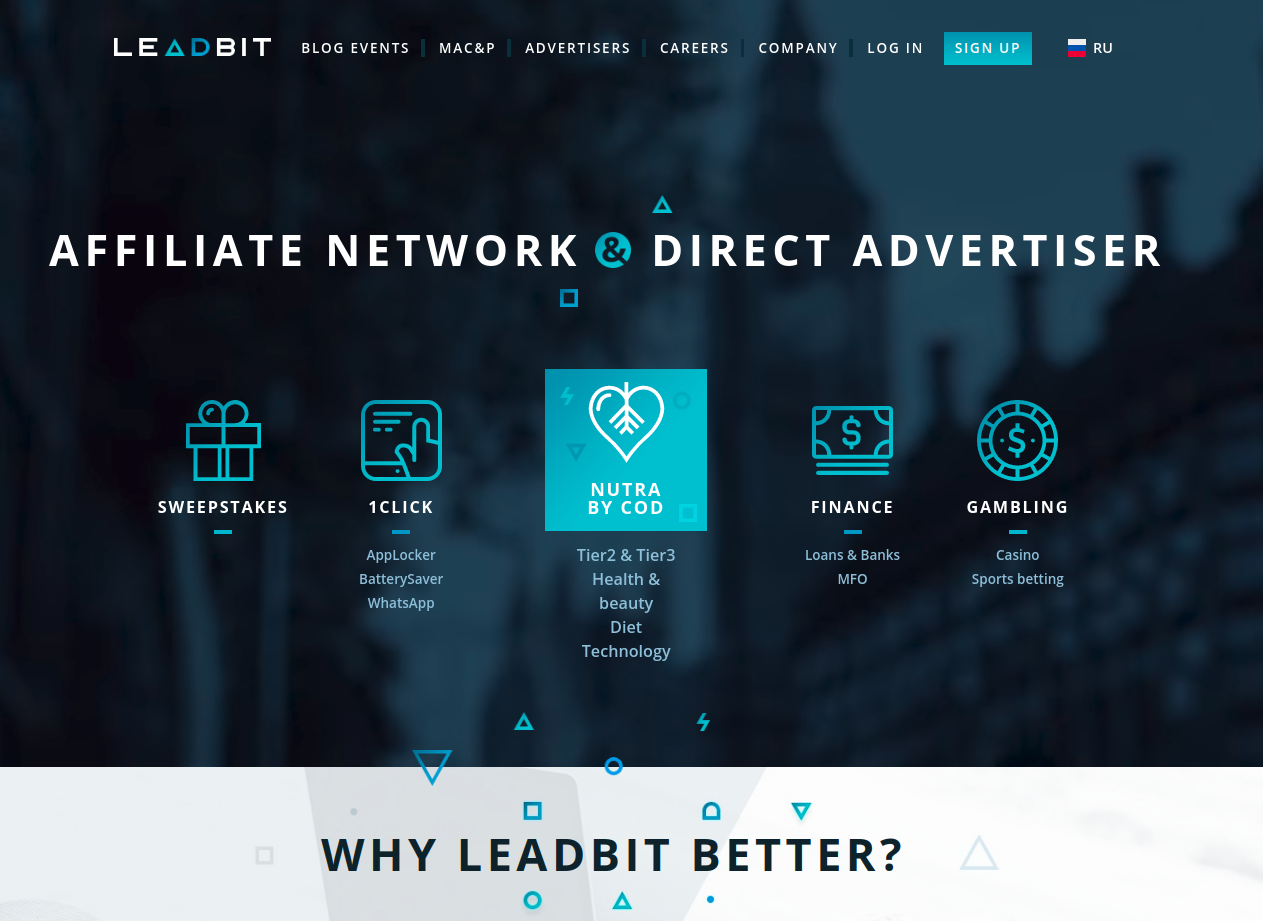 LEADBIT
BLOG EVENTS MAC&P ADVERTISERS CAREERS COMPANY LOG IN SIGN UP RU
AFFILIATE NETWORK & DIRECT ADVERTISER
SWEEPSTAKES
1CLICK
AppLocker
BatterySaver
WhatsApp
NUTRA
BY COD
Tier2 & Tier3
Health &
beauty
Diet
Technology
FINANCE
Loans & Banks
MFO
GAMBLING
Casino
Sports betting
WHY LEADBIT BETTER?